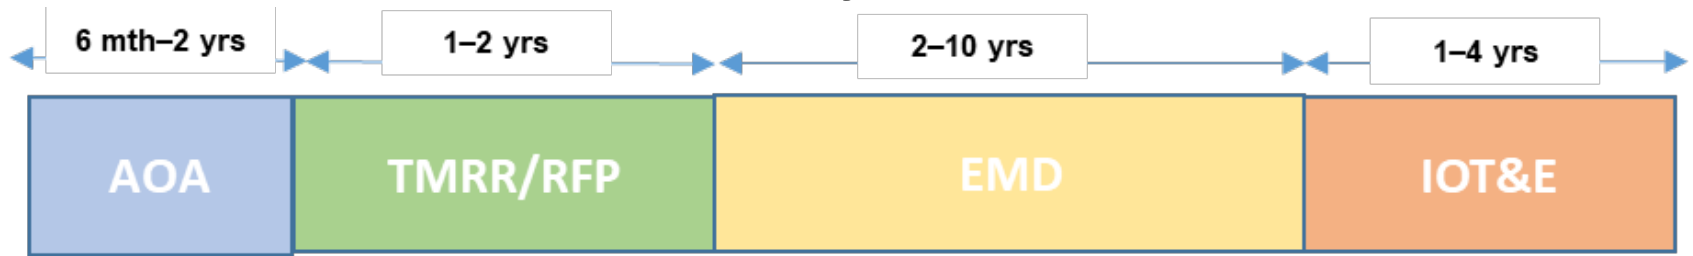 6 mth–2 yrs
1–2 yrs
2–10 yrs
1–4 yrs
AOA
TMRR/RFP
EMD
IOT&E